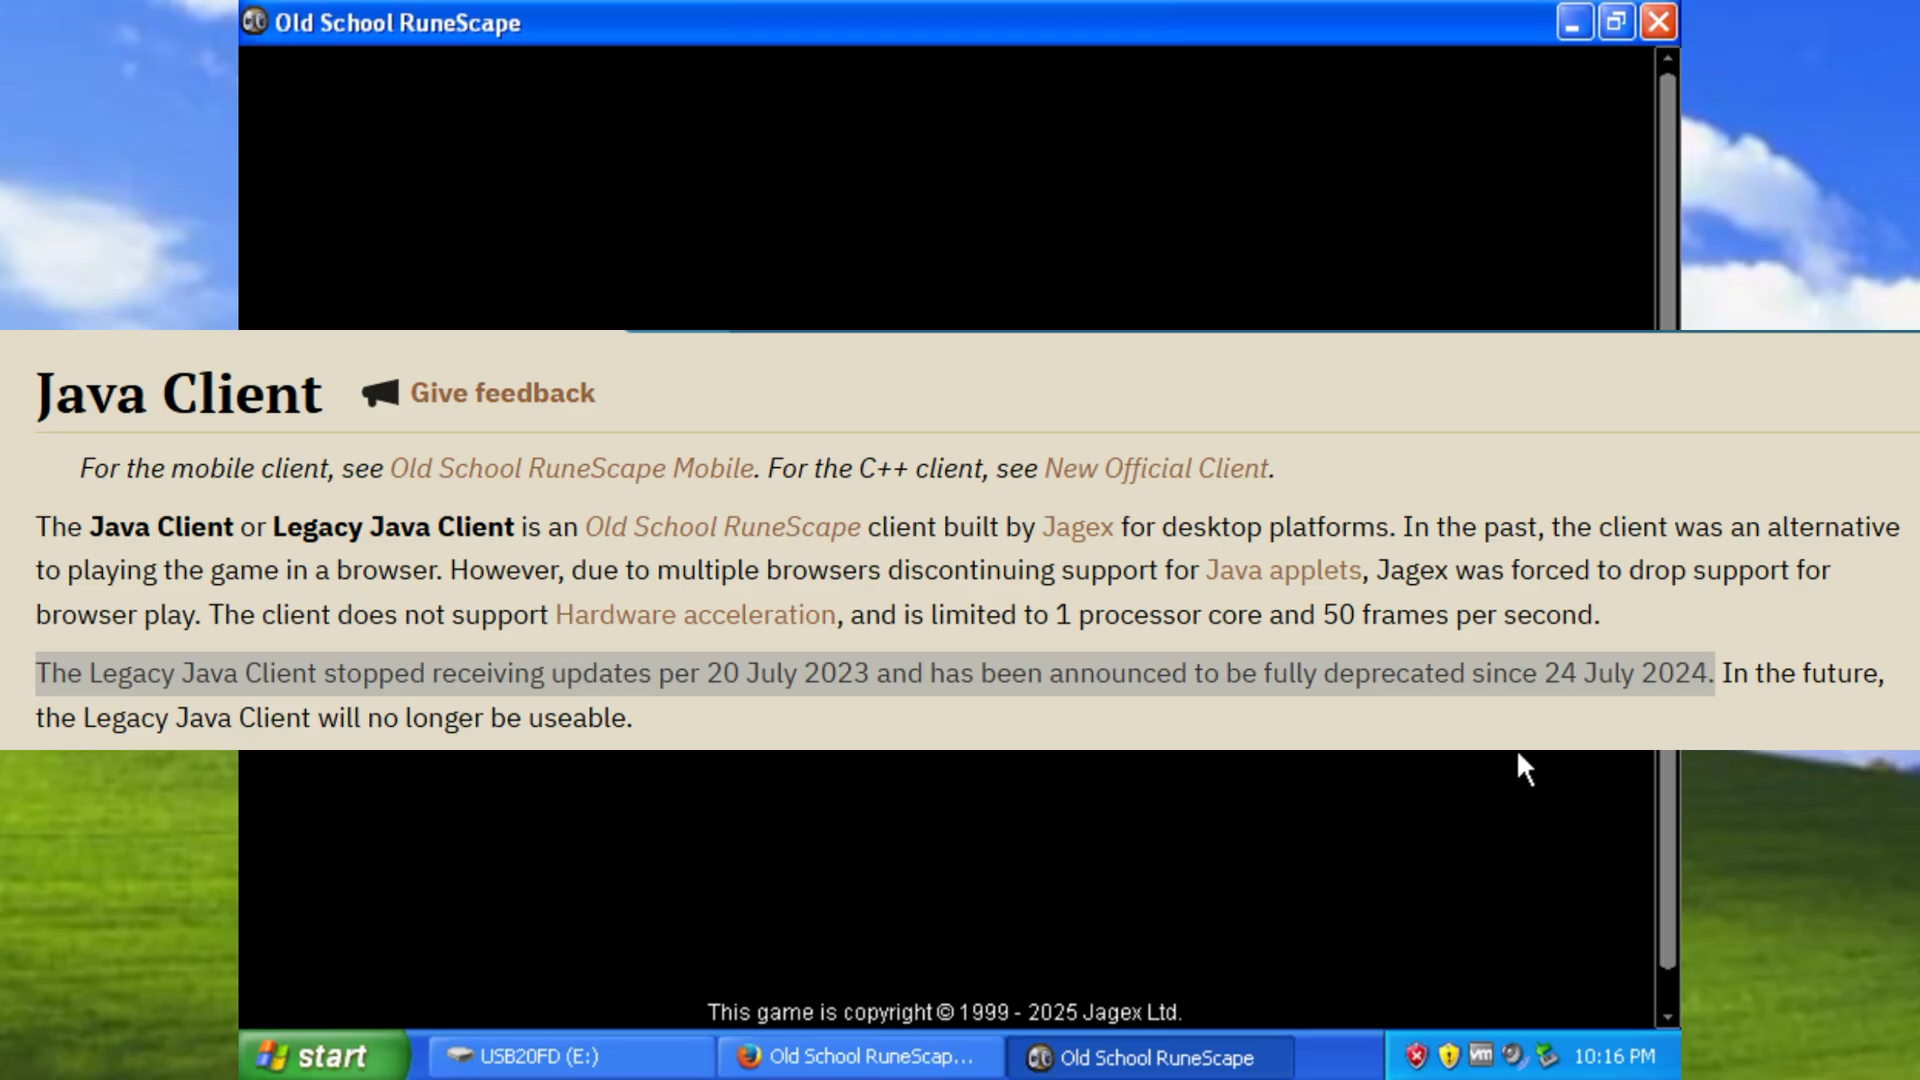 Old School RuneScape
Java Client Give feedback
For the mobile client, see Old School RuneScape Mobile. For the C++ client, see New Official Client.
The Java Client or Legacy Java Client is an Old School RuneScape client built by Jagex for desktop platforms. In the past, the client was an alternative
to playing the game in a browser. However, due to multiple browsers discontinuing support for Java applets, Jagex was forced to drop support for
browser play. The client does not support Hardware acceleration, and is limited to 1 processor core and 50 frames per second.
The Legacy Java Client stopped receiving updates per 20 July 2023 and has been announced to be fully deprecated since 24 July 2024. In the future,
the Legacy Java Client will no longer be useable.
This game is copyright © 1999 - 2025 Jagex Ltd.
start USB20FD (E:) Old School RuneScap... Old School RuneScape vm 10:16 PM